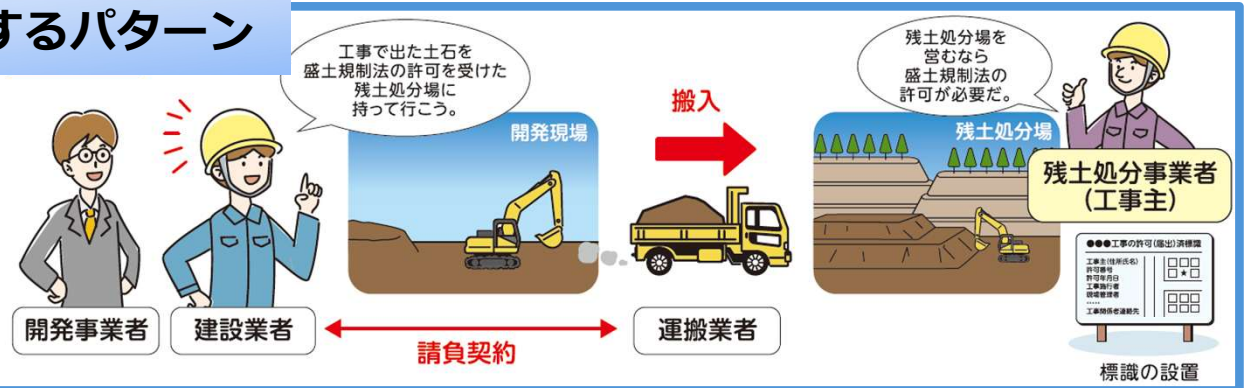 するパターン
工事で出た土石を
盛土規制法の許可を受けた
残土処分場に
持って行こう。
開発現場
搬入
残土処分場を
営むなら
盛土規制法の
許可が必要だ。
残土処分場
残土処分事業者
(工事主)
●●●工事の許可(届出)済標識
工事主(住所氏名)
許可番号
許可年月日
工事施行者
現場管理者
……
工事関係者連絡先
開発事業者
建設業者
請負契約
運搬業者
標識の設置